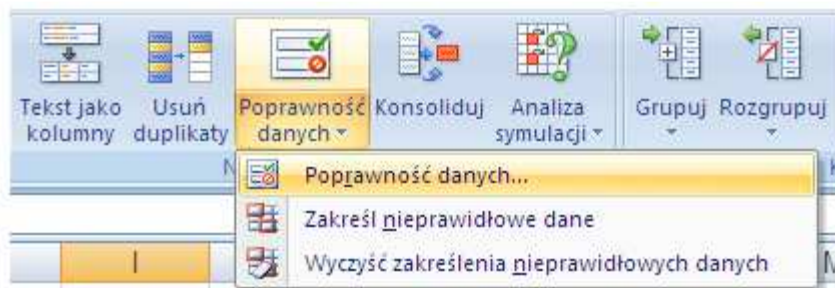 Tekst jako kolumny
Usuń duplikaty
Poprawność danych
Konsoliduj
Analiza symulacji
Grupuj
Rozgrupuj
N
K
Poprawność danych...
Zakreśl nieprawidłowe dane
Wyczyść zakreślenia nieprawidłowych danych
I
M